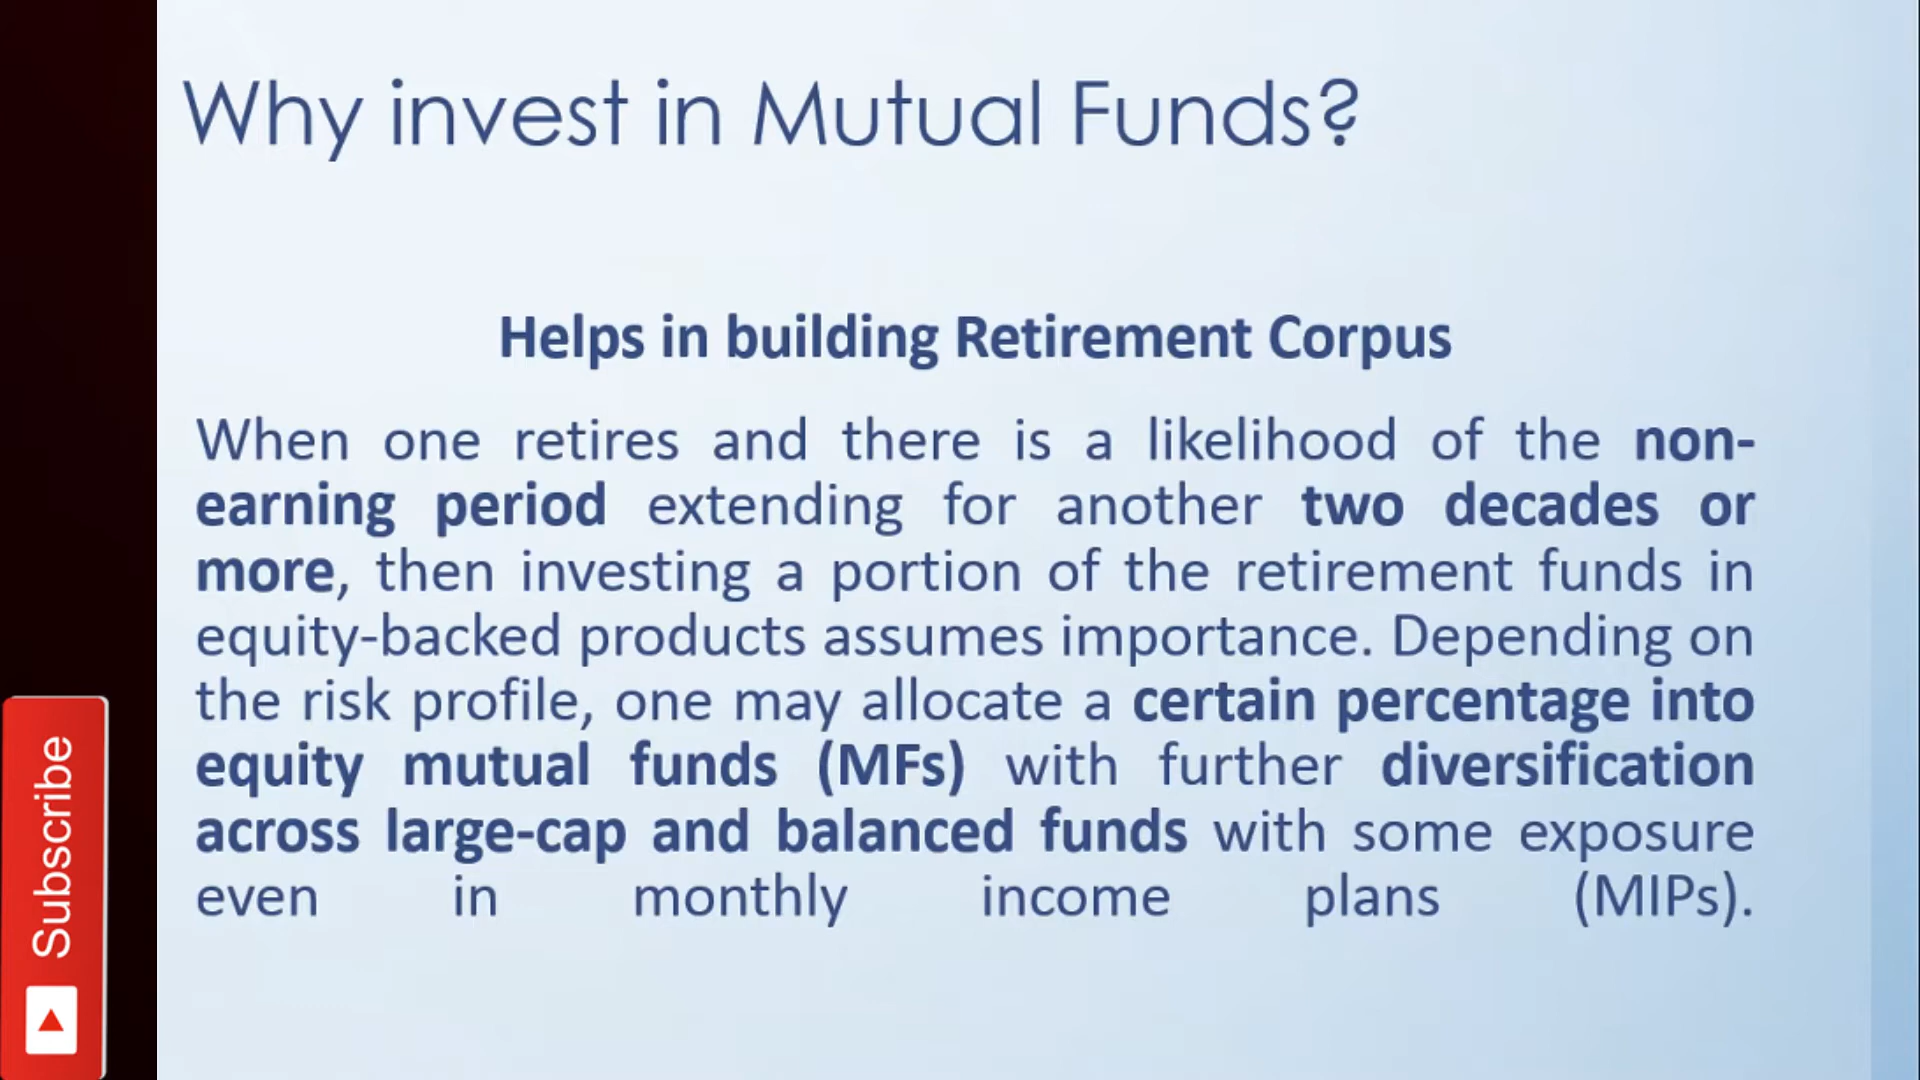 Why invest in Mutual Funds?
Helps in building Retirement Corpus
When one retires and there is a likelihood of the non-
earning period extending for another two decades or
more, then investing a portion of the retirement funds in
equity-backed products assumes importance. Depending on
the risk profile, one may allocate a certain percentage into
equity mutual funds (MFs) with further diversification
across large-cap and balanced funds with some exposure
even in monthly income plans (MIPs).
Subscribe